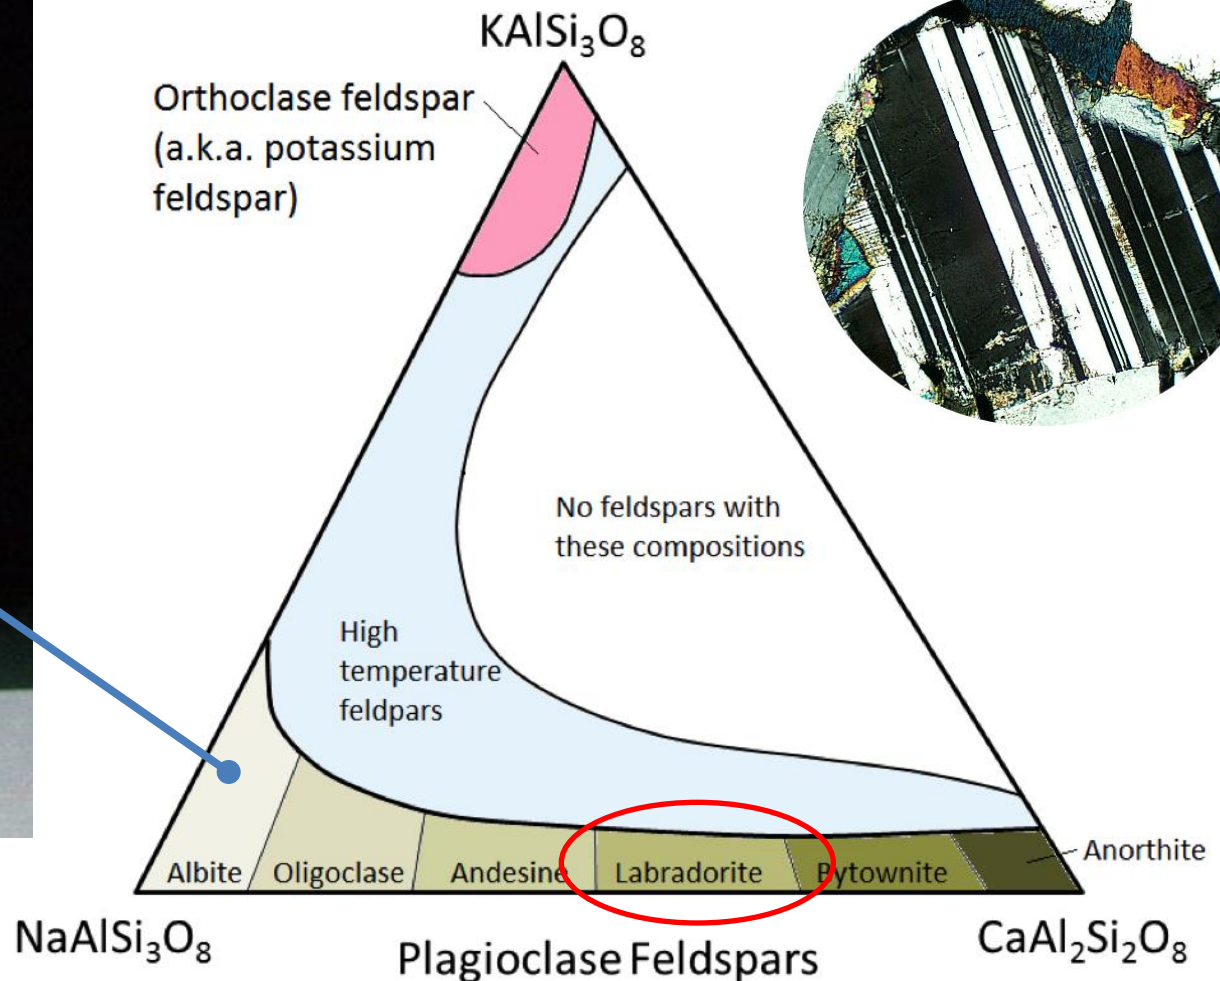 KAlSi₃O₈
Orthoclase feldspar
(a.k.a. potassium
feldspar)
No feldspars with
these compositions
High
temperature
feldpars
Albite
Oligoclase
Andesine
Labradorite
Bytownite
Anorthite
NaAlSi₃O₈
Plagioclase Feldspars
CaAl₂Si₂O₈